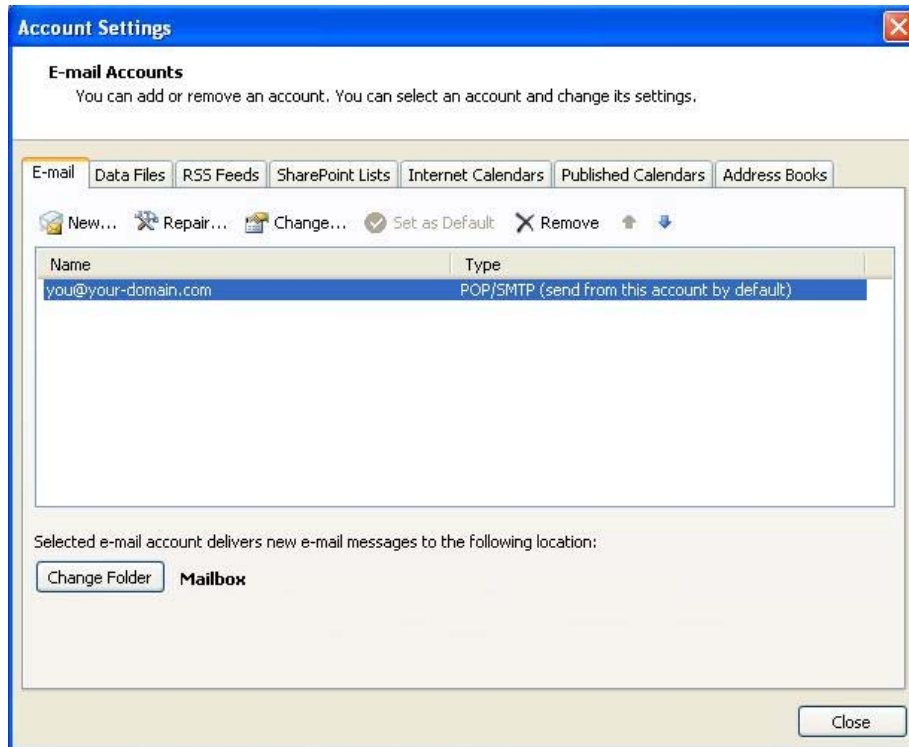 Account Settings
E-mail Accounts
You can add or remove an account. You can select an account and change its settings.
E-mail Data Files RSS Feeds SharePoint Lists Internet Calendars Published Calendars Address Books
New... Repair... Change... Set as Default Remove
Name Type
you@your-domain.com POP/SMTP (send from this account by default)
Selected e-mail account delivers new e-mail messages to the following location:
Change Folder Mailbox
Close